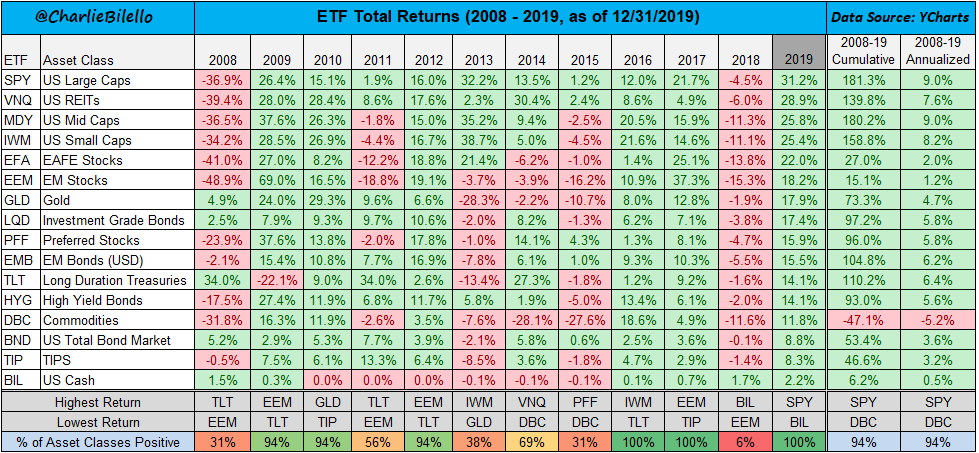 @CharlieBilello ETF Total Returns (2008 - 2019, as of 12/31/2019) Data Source: YCharts
2008-19 2008-19
ETF Asset Class 2008 2009 2010 2011 2012 2013 2014 2015 2016 2017 2018 2019 Cumulative Annualized
SPY US Large Caps -36.9% 26.4% 15.1% 1.9% 16.0% 32.2% 13.5% 1.2% 12.0% 21.7% -4.5% 31.2% 181.3% 9.0%
VNQ US REITs -39.4% 28.0% 28.4% 8.6% 17.6% 2.3% 30.4% 2.4% 8.6% 4.9% -6.0% 28.9% 139.8% 7.6%
MDY US Mid Caps -36.5% 37.6% 26.3% -1.8% 15.0% 35.2% 9.4% -2.5% 20.5% 15.9% -11.3% 25.8% 180.2% 9.0%
IWM US Small Caps -34.2% 28.5% 26.9% -4.4% 16.7% 38.7% 5.0% -4.5% 21.6% 14.6% -11.1% 25.4% 158.8% 8.2%
EFA EAFE Stocks -41.0% 27.0% 8.2% -12.2% 18.8% 21.4% -6.2% -1.0% 1.4% 25.1% -13.8% 22.0% 27.0% 2.0%
EEM EM Stocks -48.9% 69.0% 16.5% -18.8% 19.1% -3.7% -3.9% -16.2% 10.9% 37.3% -15.3% 18.2% 15.1% 1.2%
GLD Gold 4.9% 24.0% 29.3% 9.6% 6.6% -28.3% -2.2% -10.7% 8.0% 12.8% -1.9% 17.9% 73.3% 4.7%
LQD Investment Grade Bonds 2.5% 7.9% 9.3% 9.7% 10.6% -2.0% 8.2% -1.3% 6.2% 7.1% -3.8% 17.4% 97.2% 5.8%
PFF Preferred Stocks -23.9% 37.6% 13.8% -2.0% 17.8% -1.0% 14.1% 4.3% 1.3% 8.1% -4.7% 15.9% 96.0% 5.8%
EMB EM Bonds (USD) -2.1% 15.4% 10.8% 7.7% 16.9% -7.8% 6.1% 1.0% 9.3% 10.3% -5.5% 15.5% 104.8% 6.2%
TLT Long Duration Treasuries 34.0% -22.1% 9.0% 34.0% 2.6% -13.4% 27.3% -1.8% 1.2% 9.2% -1.6% 14.1% 110.2% 6.4%
HYG High Yield Bonds -17.5% 27.4% 11.9% 6.8% 11.7% 5.8% 1.9% -5.0% 13.4% 6.1% -2.0% 14.1% 93.0% 5.6%
DBC Commodities -31.8% 16.3% 11.9% -2.6% 3.5% -7.6% -28.1% -27.6% 18.6% 4.9% -11.6% 11.8% -47.1% -5.2%
BND US Total Bond Market 5.2% 2.9% 5.3% 7.7% 3.9% -2.1% 5.8% 0.6% 2.5% 3.6% -0.1% 8.8% 53.4% 3.6%
TIP TIPS -0.5% 7.5% 6.1% 13.3% 6.4% -8.5% 3.6% -1.8% 4.7% 2.9% -1.4% 8.3% 46.6% 3.2%
BIL US Cash 1.5% 0.3% 0.0% 0.0% 0.0% -0.1% -0.1% -0.1% 0.1% 0.7% 1.7% 2.2% 6.2% 0.5%
Highest Return TLT EEM GLD TLT EEM IWM VNQ PFF IWM EEM BIL SPY SPY SPY
Lowest Return EEM TLT TIP EEM TLT GLD DBC DBC TLT TIP EEM BIL DBC DBC
% of Asset Classes Positive 31% 94% 94% 56% 94% 38% 69% 31% 100% 100% 6% 100% 94% 94%